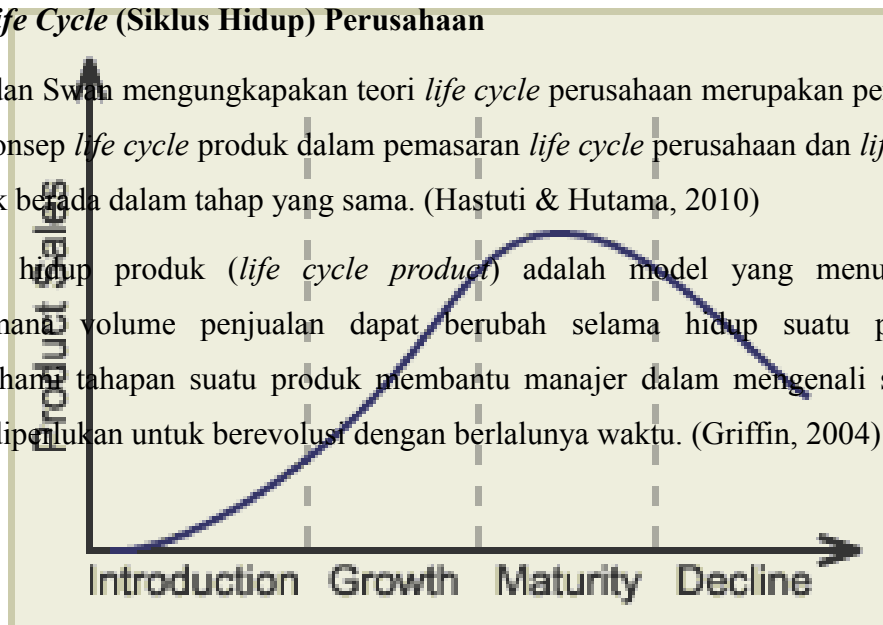 ife Cycle (Siklus Hidup) Perusahaan
dan Swan mengungkapakan teori life cycle perusahaan merupakan pe
onsep life cycle produk dalam pemasaran life cycle perusahaan dan lif
k berada dalam tahap yang sama. (Hastuti & Hutama, 2010)
hidup produk (life cycle product) adalah model yang menu
mana volume penjualan dapat berubah selama hidup suatu p
hami tahapan suatu produk membantu manajer dalam mengenali s
diperlukan untuk berevolusi dengan berlalunya waktu. (Griffin, 2004)
Product Sales
Introduction Growth Maturity Decline